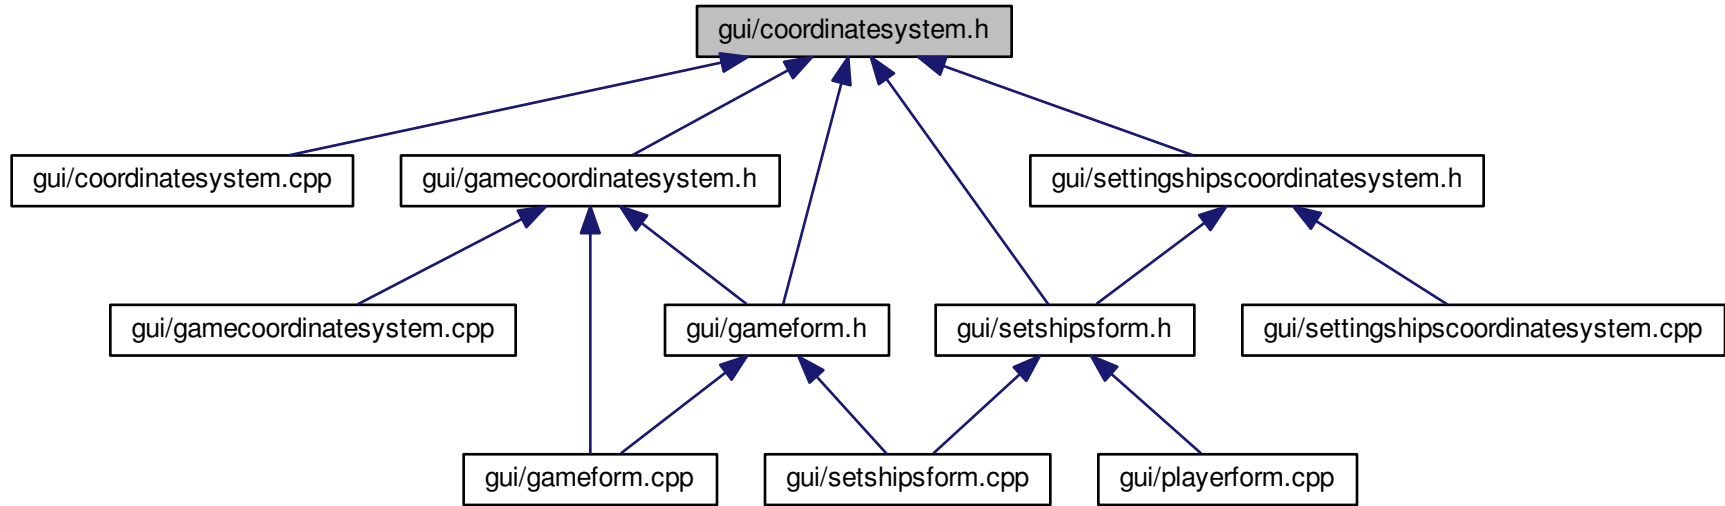 gui/coordinatesystem.h
gui/coordinatesystem.cpp
gui/gamecoordinatesystem.h
gui/settingshipscoordinatesystem.h
gui/gamecoordinatesystem.cpp
gui/gameform.h
gui/setshipsform.h
gui/settingshipscoordinatesystem.cpp
gui/gameform.cpp
gui/setshipsform.cpp
gui/playerform.cpp